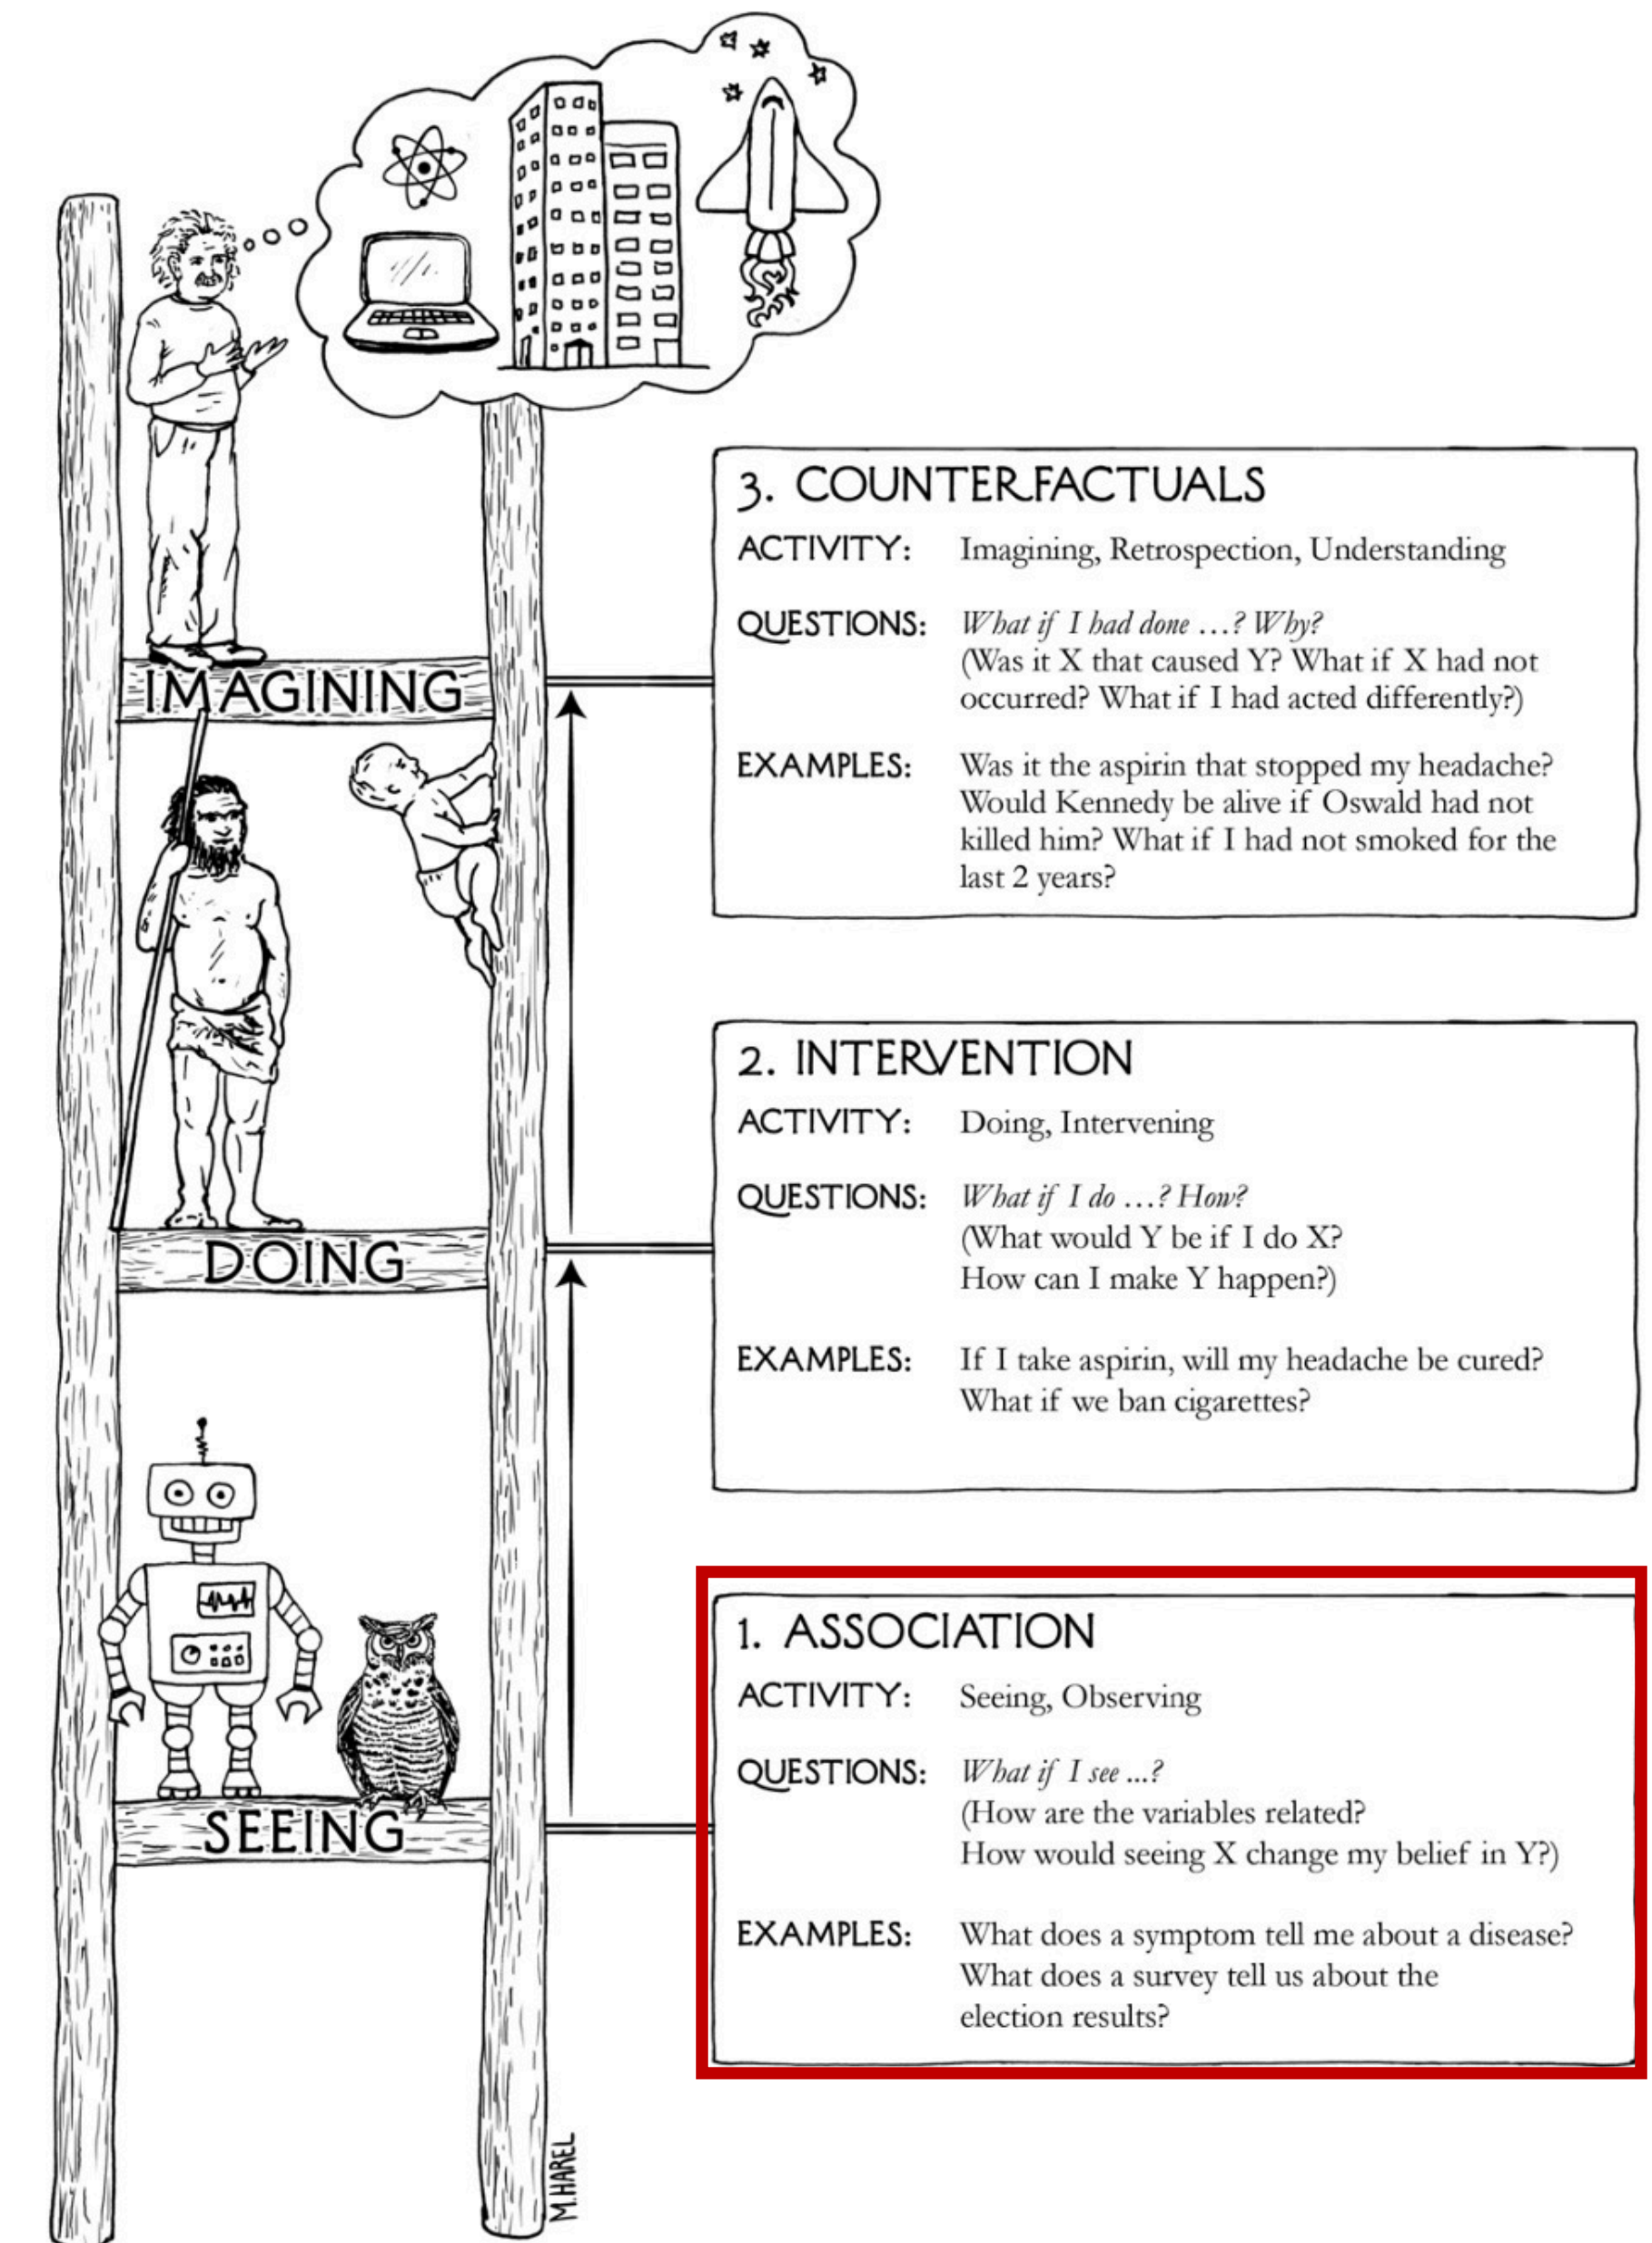 IMAGINING
DOING
SEEING
3. COUNTERFACTUALS
ACTIVITY: Imagining, Retrospection, Understanding
QUESTIONS: What if I had done ...? Why?
(Was it X that caused Y? What if X had not
occurred? What if I had acted differently?)
EXAMPLES: Was it the aspirin that stopped my headache?
Would Kennedy be alive if Oswald had not
killed him? What if I had not smoked for the
last 2 years?
2. INTERVENTION
ACTIVITY: Doing, Intervening
QUESTIONS: What if I do ...? How?
(What would Y be if I do X?
How can I make Y happen?)
EXAMPLES: If I take aspirin, will my headache be cured?
What if we ban cigarettes?
1. ASSOCIATION
ACTIVITY: Seeing, Observing
QUESTIONS: What if I see ...?
(How are the variables related?
How would seeing X change my belief in Y?)
EXAMPLES: What does a symptom tell me about a disease?
What does a survey tell us about the
election results?
M.HAREL